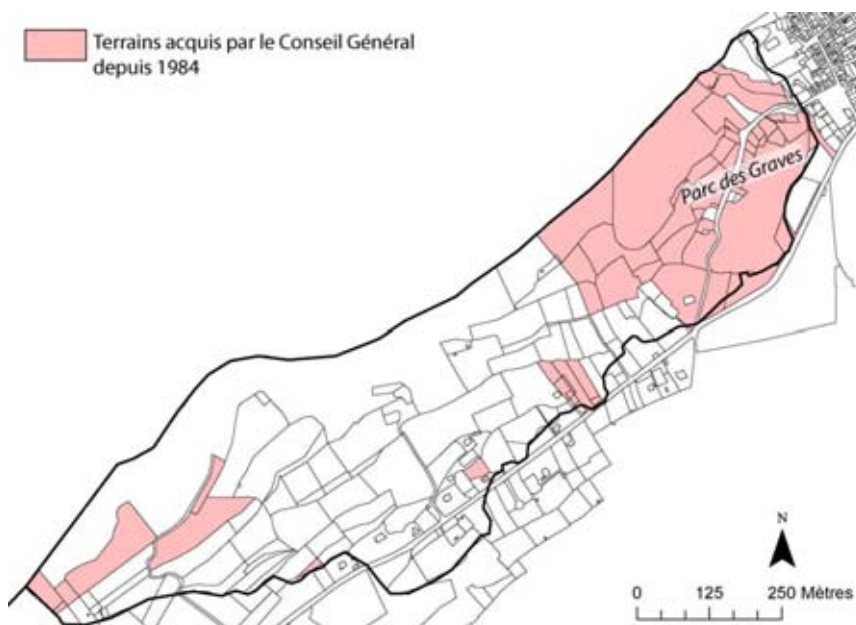 Terrains acquis par le Conseil Général
depuis 1984
Parc des Graves
N
0 125 250 Mètres